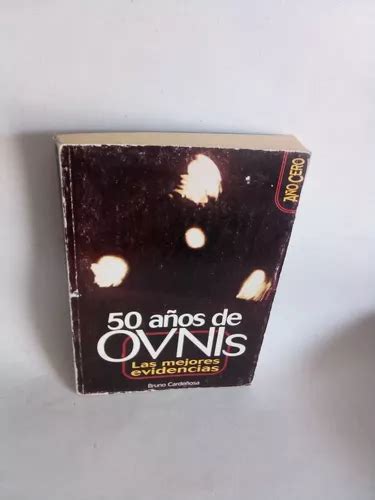 AÑO CERO
50 años de
OVNIs
Las mejores
evidencias
Bruno Cardeñosa